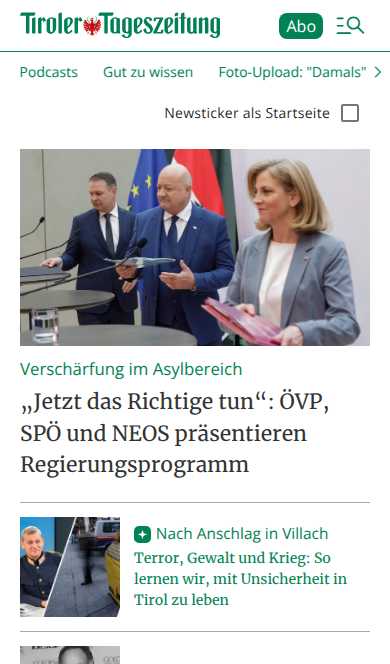 Tiroler Tageszeitung
Abo
Podcasts Gut zu wissen Foto-Upload: "Damals"
Newsticker als Startseite
Verschärfung im Asylbereich
„Jetzt das Richtige tun“: ÖVP,
SPÖ und NEOS präsentieren
Regierungsprogramm
Nach Anschlag in Villach
Terror, Gewalt und Krieg: So
lernen wir, mit Unsicherheit in
Tirol zu leben